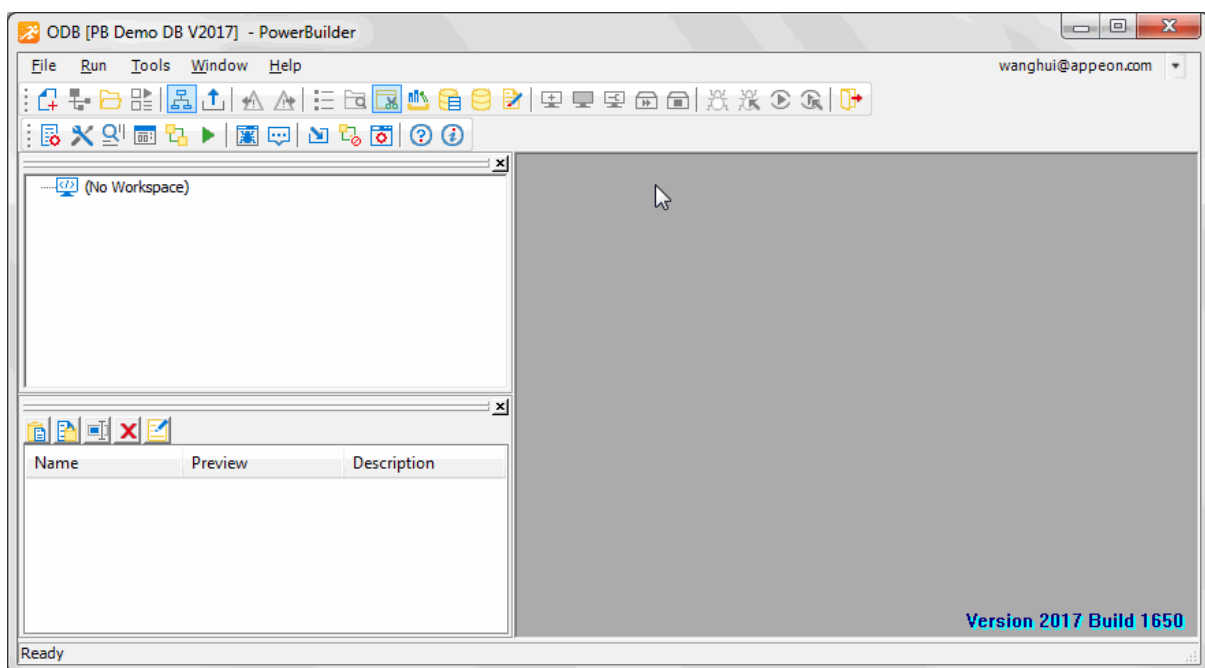 ODB [PB Demo DB V2017] - PowerBuilder
File Run Tools Window Help wanghui@appeon.com
(No Workspace)
Name Preview Description
Version 2017 Build 1650
Ready